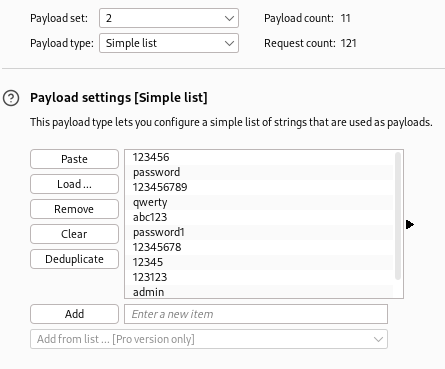 Payload set: 2 Payload count: 11
Payload type: Simple list Request count: 121
Payload settings [Simple list]
This payload type lets you configure a simple list of strings that are used as payloads.
Paste
Load ...
Remove
Clear
Deduplicate
123456
password
123456789
qwerty
abc123
password1
12345678
12345
123123
admin
Add Enter a new item
Add from list ... [Pro version only]